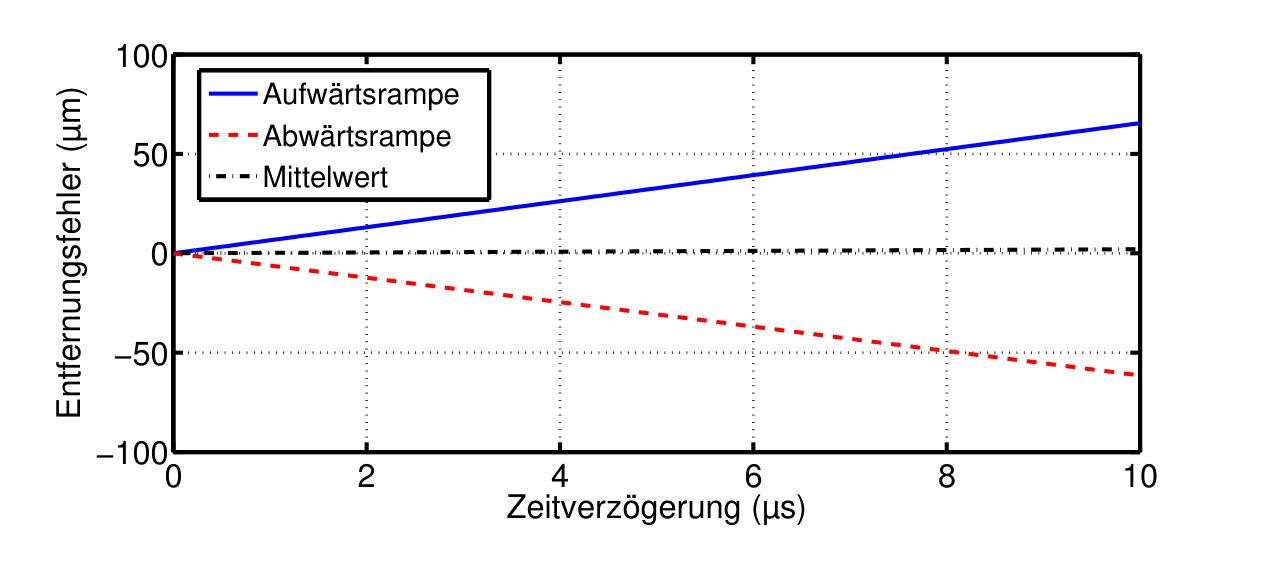 Entfernungsfehler (µm)
100
50
0
−50
−100
Aufwärtsrampe
Abwärtsrampe
Mittelwert
0 2 4 6 8 10
Zeitverzögerung (µs)